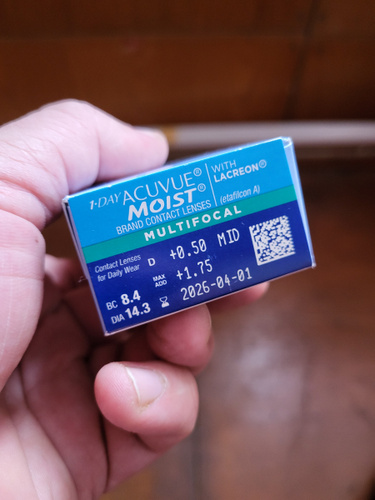 1·DAY ACUVUE® MOIST® WITH LACREON®
BRAND CONTACT LENSES (etafilcon A)
MULTIFOCAL
Contact Lenses for Daily Wear
D +0.50 MID
MAX ADD +1.75
BC 8.4
DIA 14.3
2026-04-01